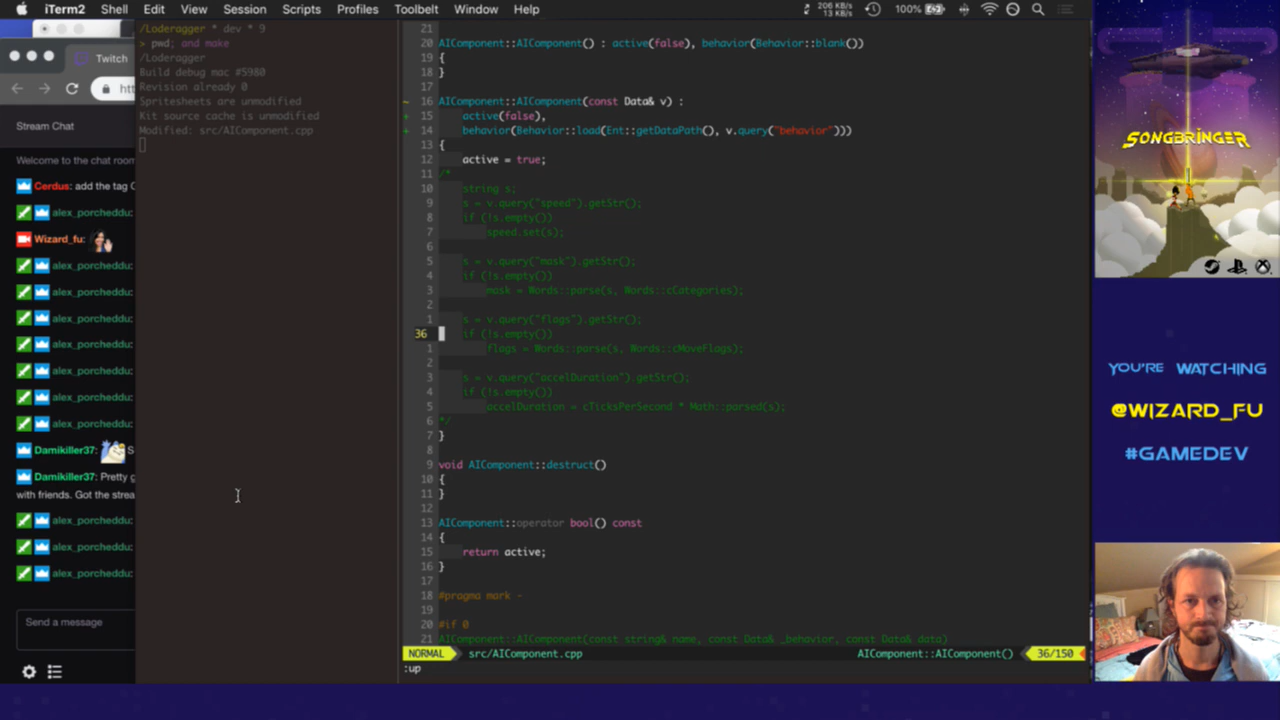 iTerm2 Shell Edit View Session Scripts Profiles Toolbelt Window Help 206 KB/s 13 KB/s 100%
Twitch
htt
Stream Chat
Welcome to the chat room
Cerdus: add the tag
alex_porcheddu:
Wizard_fu:
alex_porcheddu:
alex_porcheddu:
alex_porcheddu:
alex_porcheddu:
alex_porcheddu:
alex_porcheddu:
alex_porcheddu:
Damikiller37: S
Damikiller37: Pretty g
with friends. Got the strea
alex_porcheddu:
alex_porcheddu:
alex_porcheddu:
Send a message
/Loderagger * dev * 9
> pwd; and make
/Loderagger
Build debug mac #5980
Revision already 0
Spritesheets are unmodified
Kit source cache is unmodified
Modified: src/AIComponent.cpp
21
20 AIComponent::AIComponent() : active(false), behavior(Behavior::blank())
19 {
18 }
17
~ 16 AIComponent::AIComponent(const Data& v) :
+ 15 active(false),
+ 14 behavior(Behavior::load(Ent::getDataPath(), v.query("behavior")))
13 {
12 active = true;
11 /*
10 string s;
9 s = v.query("speed").getStr();
8 if (!s.empty())
7 speed.set(s);
6
5 s = v.query("mask").getStr();
4 if (!s.empty())
3 mask = Words::parse(s, Words::cCategories);
2
1 s = v.query("flags").getStr();
36 if (!s.empty())
1 flags = Words::parse(s, Words::cMoveFlags);
2
3 s = v.query("accelDuration").getStr();
4 if (!s.empty())
5 accelDuration = cTicksPerSecond * Math::parsed(s);
6 */
7 }
8
9 void AIComponent::destruct()
10 {
11 }
12
13 AIComponent::operator bool() const
14 {
15 return active;
16 }
17
18 #pragma mark -
19
20 #if 0
21 AIComponent::AIComponent(const string& name, const Data& _behavior, const Data& data)
NORMAL src/AIComponent.cpp AIComponent::AIComponent() 36/150
:up
SONGBRINGER
YOU'RE WATCHING
@WIZARD_FU
#GAMEDEV